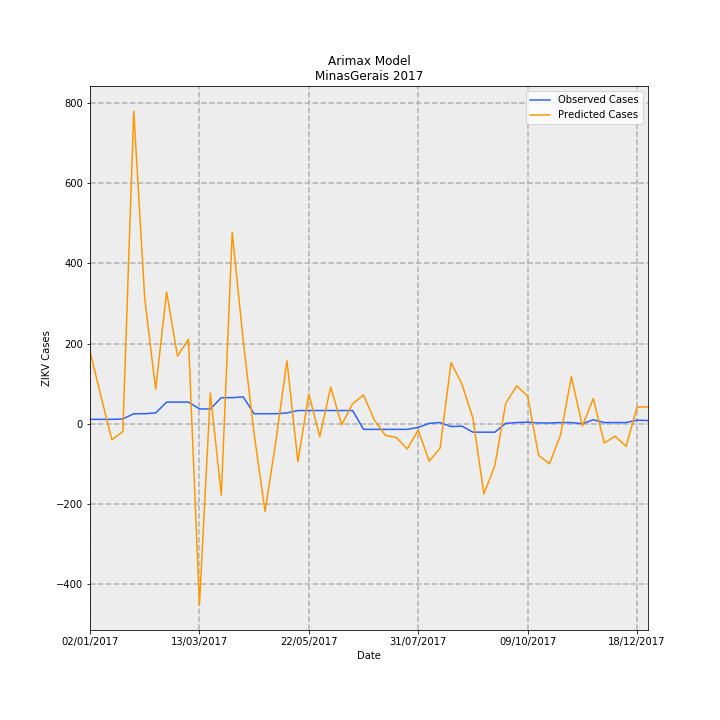 Arimax Model
MinasGerais 2017
Observed Cases
Predicted Cases
ZIKV Cases
800
600
400
200
0
−200
−400
02/01/2017
13/03/2017
22/05/2017
31/07/2017
09/10/2017
18/12/2017
Date